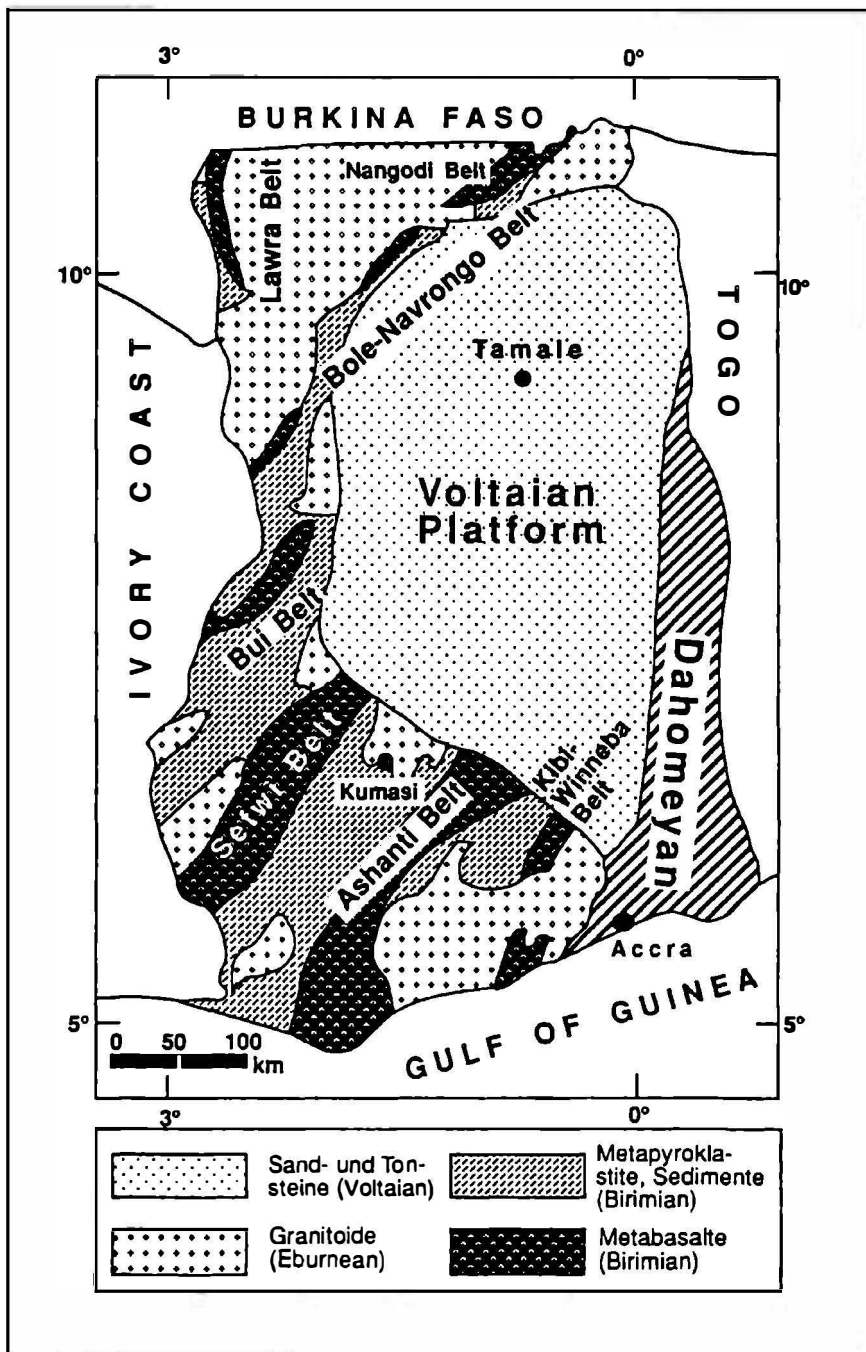 3°
0°
BURKINA FASO
Nangodi Belt
Lawra Belt
Bole-Navrongo Belt
10°
10°
TOGO
Tamale
IVORY COAST
Voltaian
Platform
Bui Belt
Dahomeyan
Sefwi Belt
Kumasi
Ashanti Belt
Kibi-
Winneba
Belt
Accra
GULF OF GUINEA
5°
5°
0 50 100
km
3°
0°
Sand- und Ton-
steine (Voltaian)
Metapyrokla-
stite, Sedimente
(Birimian)
Granitoide
(Eburnean)
Metabasalte
(Birimian)